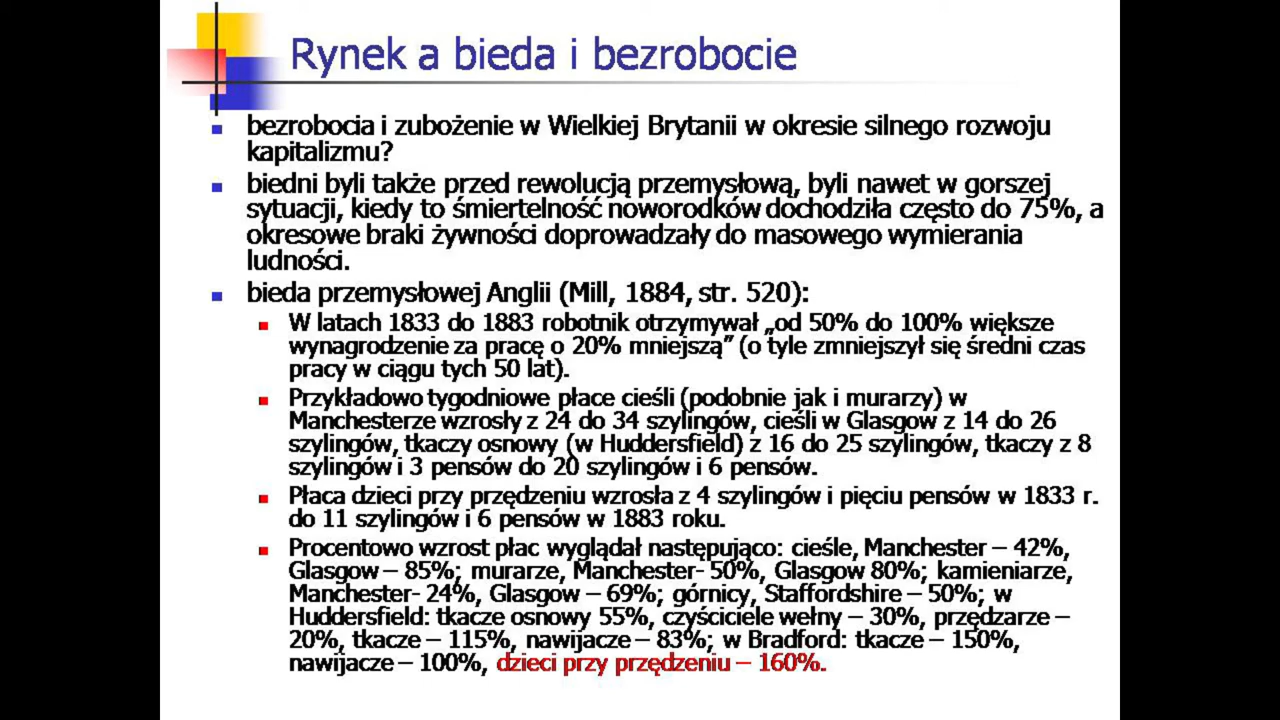 Rynek a bieda i bezrobocie
bezrobocia i zubożenie w Wielkiej Brytanii w okresie silnego rozwoju
kapitalizmu?
biedni byli także przed rewolucją przemysłową, byli nawet w gorszej
sytuacji, kiedy to śmiertelność noworodków dochodziła często do 75%, a
okresowe braki żywności doprowadzały do masowego wymierania
ludności.
bieda przemysłowej Anglii (Mill, 1884, str. 520):
W latach 1833 do 1883 robotnik otrzymywał „od 50% do 100% większe
wynagrodzenie za pracę o 20% mniejszą” (o tyle zmniejszył się średni czas
pracy w ciągu tych 50 lat).
Przykładowo tygodniowe płace cieśli (podobnie jak i murarzy) w
Manchesterze wzrosły z 24 do 34 szylingów, cieśli w Glasgow z 14 do 26
szylingów, tkaczy osnowy (w Huddersfield) z 16 do 25 szylingów, tkaczy z 8
szylingów i 3 pensów do 20 szylingów i 6 pensów.
Płaca dzieci przy przędzeniu wzrosła z 4 szylingów i pięciu pensów w 1833 r.
do 11 szylingów i 6 pensów w 1883 roku.
Procentowo wzrost płac wyglądał następująco: cieśle, Manchester – 42%,
Glasgow – 85%; murarze, Manchester- 50%, Glasgow 80%; kamieniarze,
Manchester- 24%, Glasgow – 69%; górnicy, Staffordshire – 50%; w
Huddersfield: tkacze osnowy 55%, czyściciele wełny – 30%, przędzarze –
20%, tkacze – 115%, nawijacze – 83%; w Bradford: tkacze – 150%,
nawijacze – 100%, dzieci przy przędzeniu – 160%.